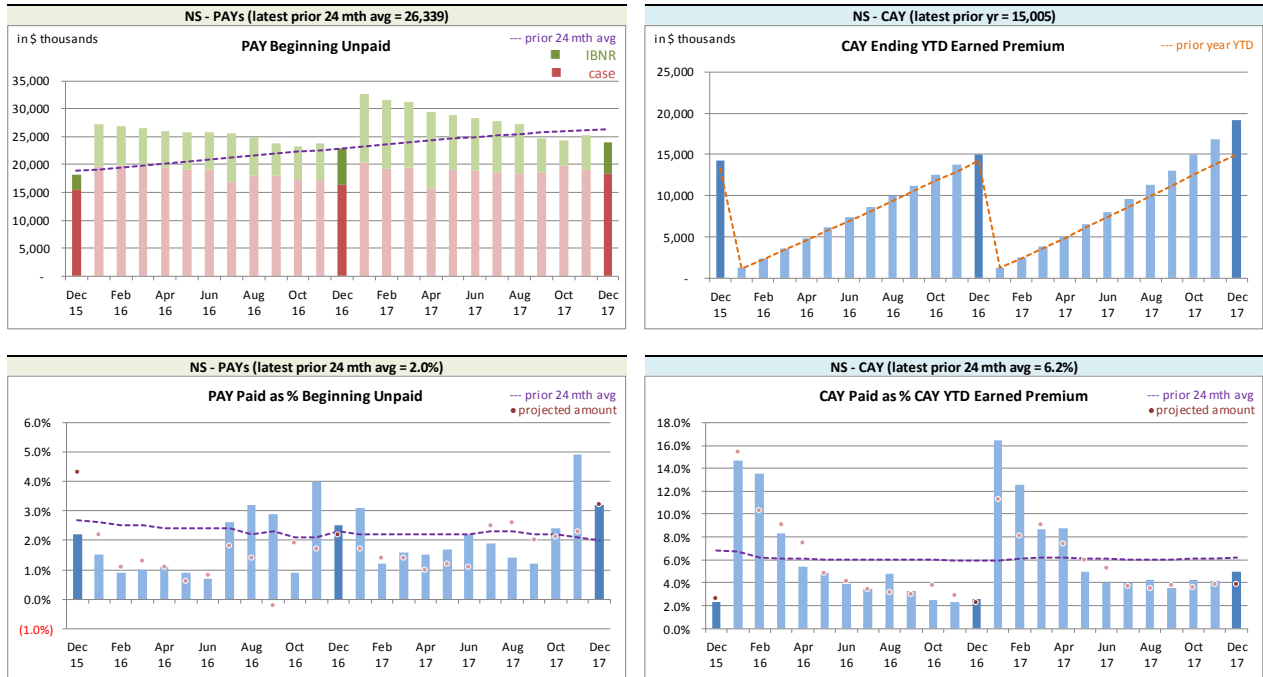 NS - PAYs (latest prior 24 mth avg = 26,339)
in $ thousands
PAY Beginning Unpaid
--- prior 24 mth avg
IBNR
case
35,000
30,000
25,000
20,000
15,000
10,000
5,000
-
Dec Feb Apr Jun Aug Oct Dec Feb Apr Jun Aug Oct Dec
15 16 16 16 16 16 16 17 17 17 17 17 17
NS - CAY (latest prior yr = 15,005)
in $ thousands
CAY Ending YTD Earned Premium
--- prior year YTD
25,000
20,000
15,000
10,000
5,000
-
Dec Feb Apr Jun Aug Oct Dec Feb Apr Jun Aug Oct Dec
15 16 16 16 16 16 16 17 17 17 17 17 17
NS - PAYs (latest prior 24 mth avg = 2.0%)
PAY Paid as % Beginning Unpaid
--- prior 24 mth avg
projected amount
6.0%
5.0%
4.0%
3.0%
2.0%
1.0%
0.0%
(1.0%)
Dec Feb Apr Jun Aug Oct Dec Feb Apr Jun Aug Oct Dec
15 16 16 16 16 16 16 17 17 17 17 17 17
NS - CAY (latest prior 24 mth avg = 6.2%)
CAY Paid as % CAY YTD Earned Premium
--- prior 24 mth avg
projected amount
18.0%
16.0%
14.0%
12.0%
10.0%
8.0%
6.0%
4.0%
2.0%
0.0%
Dec Feb Apr Jun Aug Oct Dec Feb Apr Jun Aug Oct Dec
15 16 16 16 16 16 16 17 17 17 17 17 17